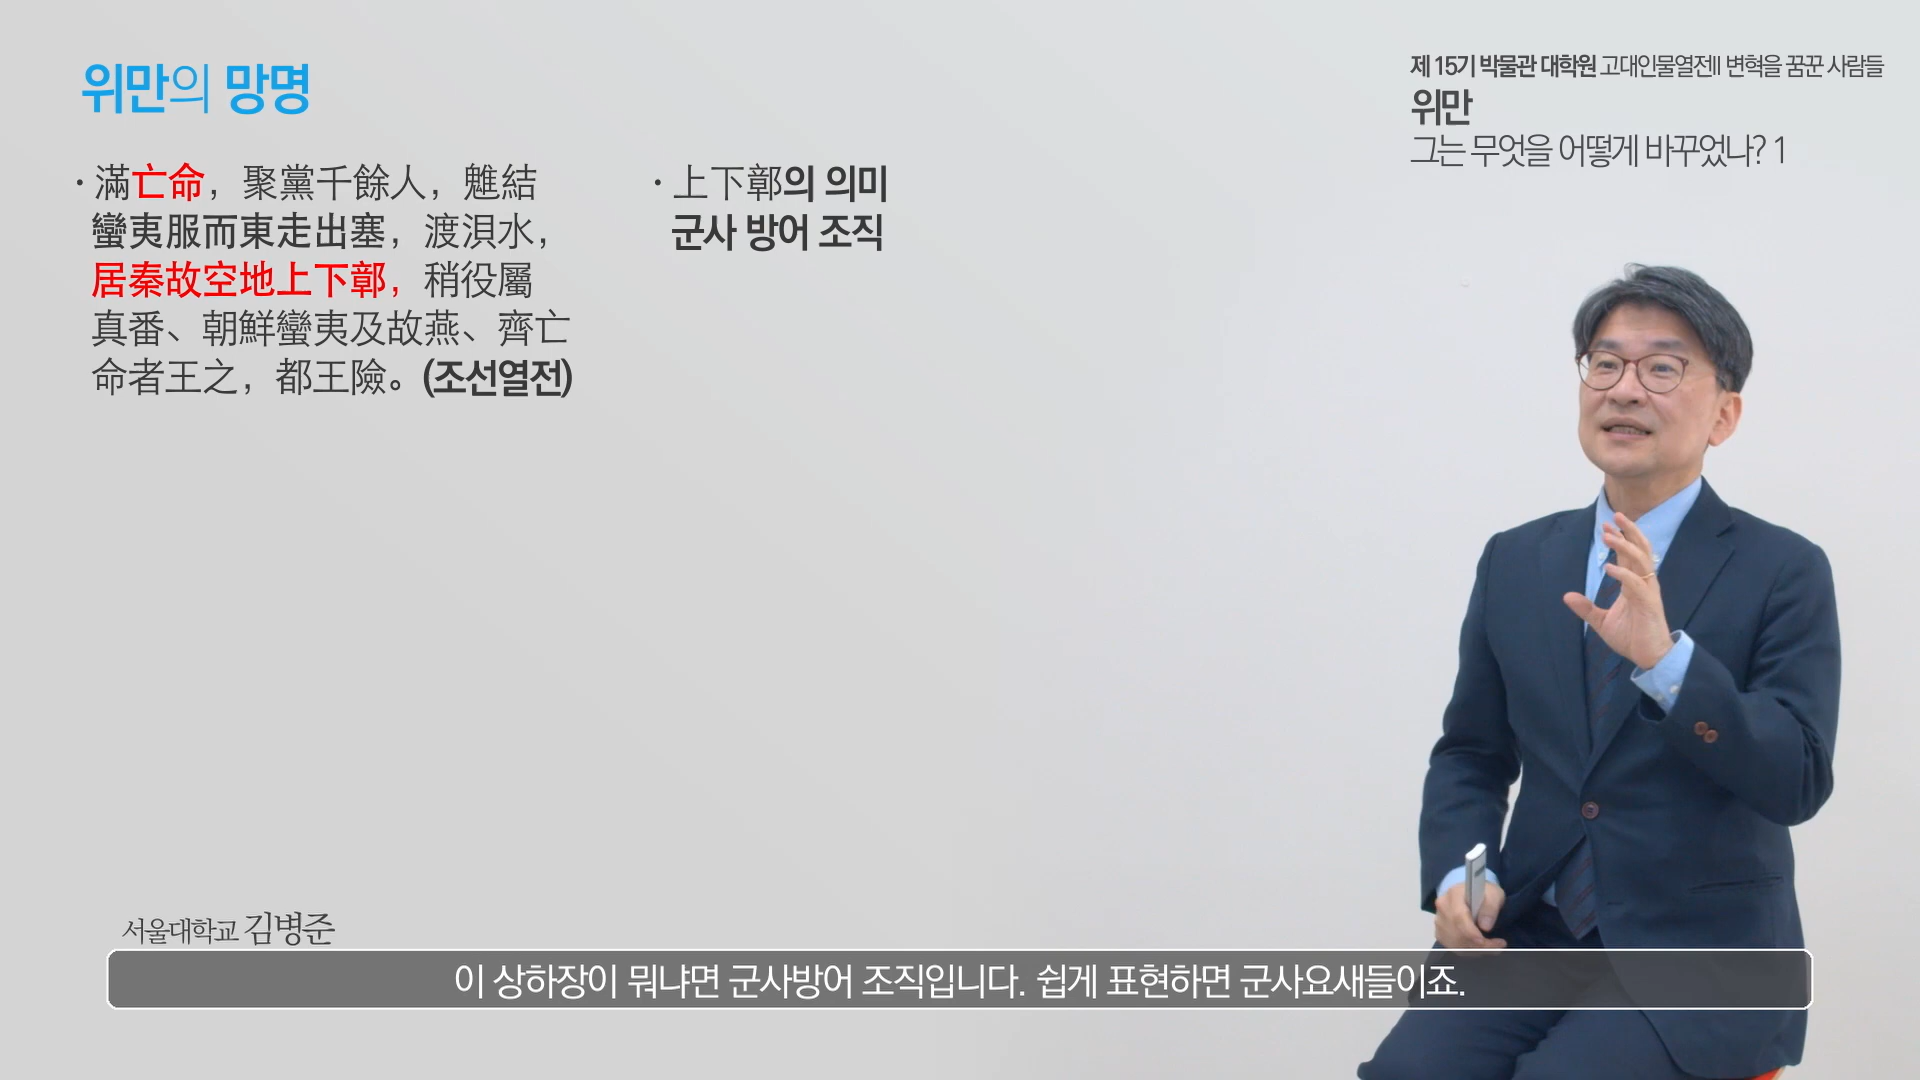 위만의 망명
· 滿亡命，聚黨千餘人，魋結
蠻夷服而東走出塞，渡浿水，
居秦故空地上下鄣，稍役屬
真番、朝鮮蠻夷及故燕、齊亡
命者王之，都王險。(조선열전)
· 上下鄣의 의미
군사 방어 조직
제 15기 박물관 대학원 고대인물열전II 변혁을 꿈꾼 사람들
위만
그는 무엇을 어떻게 바꾸었나? 1
서울대학교 김병준
이 상하장이 뭐냐면 군사방어 조직입니다. 쉽게 표현하면 군사요새들이죠.